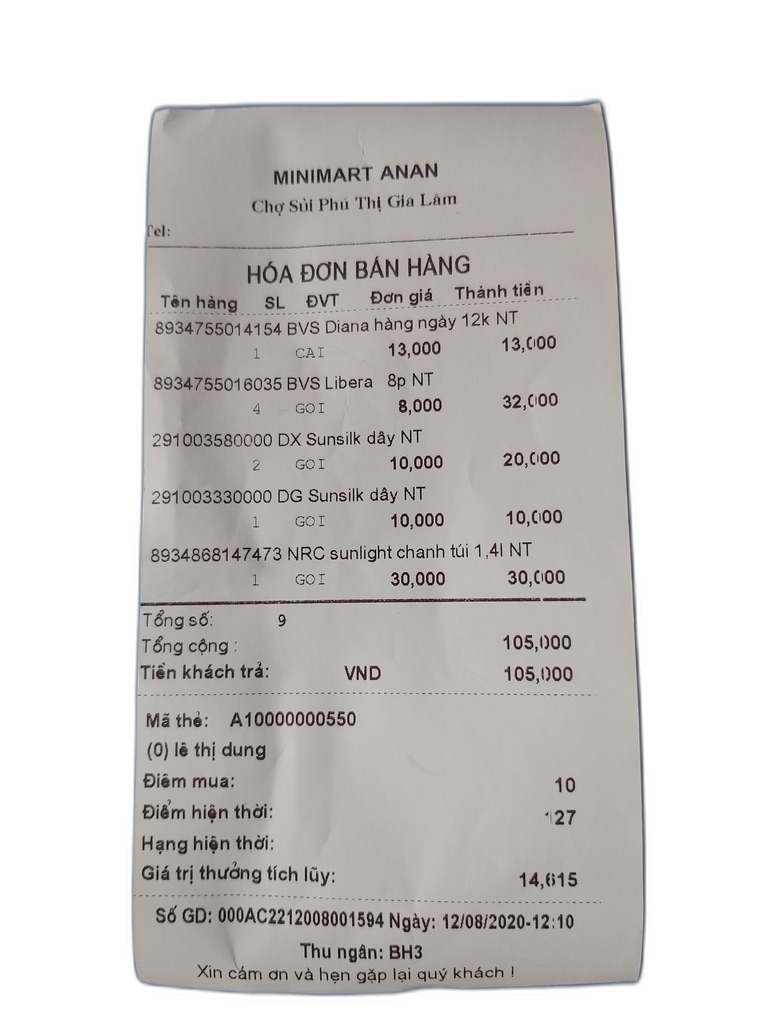 MINIMART ANAN
Chợ Sủi Phú Thị Gia Lâm
Tel:
HÓA ĐƠN BÁN HÀNG
Tên hàng SL ĐVT Đơn giá Thành tiền
8934755014154 BVS Diana hàng ngày 12k NT
1 CAI 13,000 13,000
8934755016035 BVS Libera 8p NT
4 GOI 8,000 32,000
291003580000 DX Sunsilk dây NT
2 GOI 10,000 20,000
291003330000 DG Sunsilk dây NT
1 GOI 10,000 10,000
8934868147473 NRC sunlight chanh túi 1,4l NT
1 GOI 30,000 30,000
Tổng số: 9
Tổng cộng : 105,000
Tiền khách trả: VND 105,000
Mã thẻ: A10000000550
(0) lê thị dung
Điểm mua: 10
Điểm hiện thời: 127
Hạng hiện thời:
Giá trị thưởng tích lũy: 14,615
Số GD: 000AC2212008001594 Ngày: 12/08/2020-12:10
Thu ngân: BH3
Xin cám ơn và hẹn gặp lại quý khách !